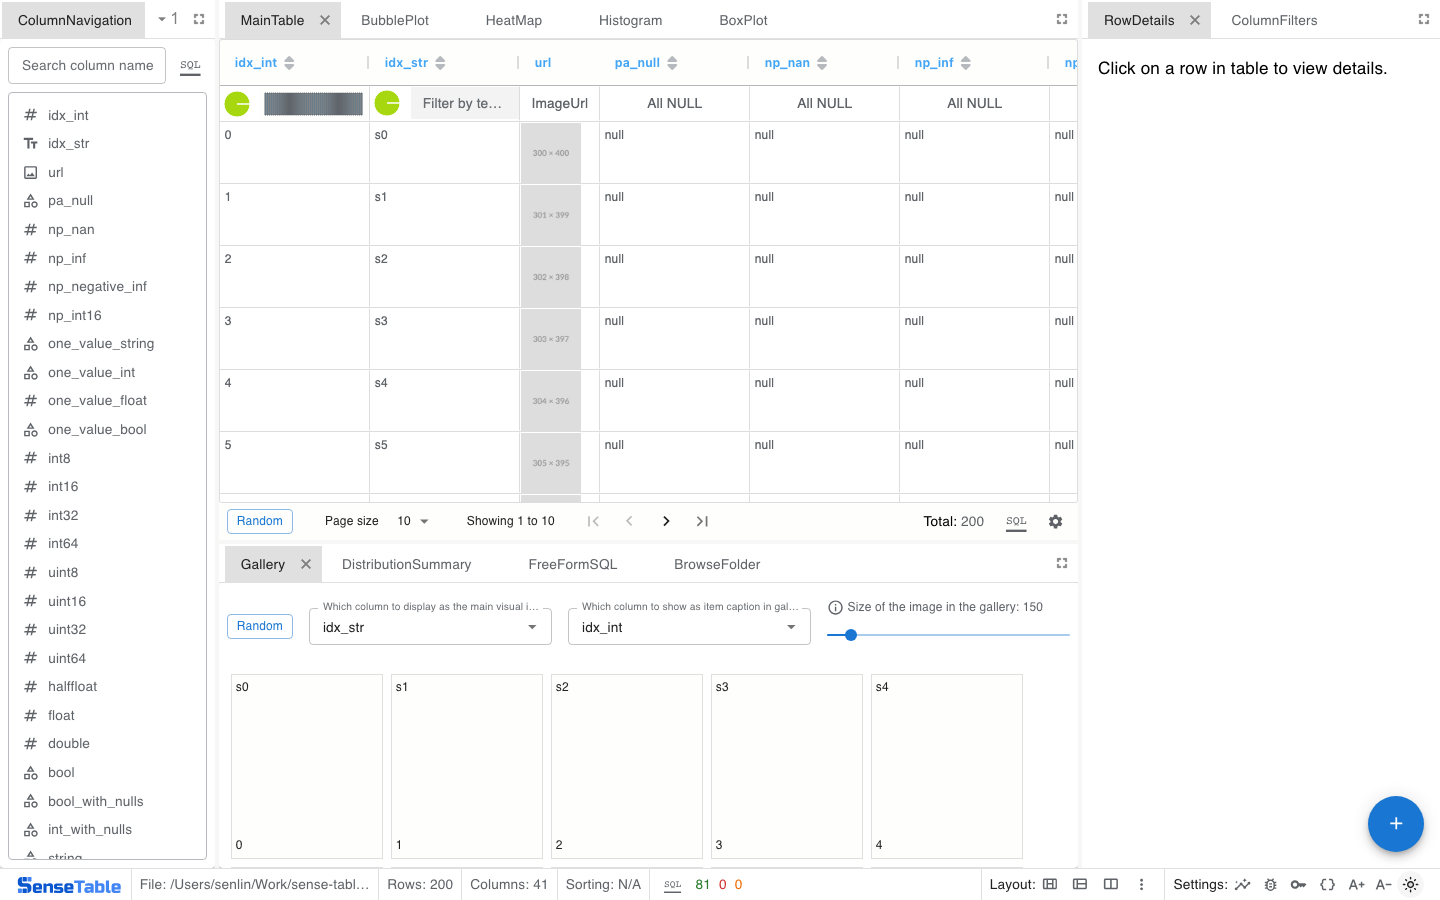 ColumnNavigation
1
MainTable
BubblePlot
HeatMap
Histogram
BoxPlot
RowDetails
ColumnFilters
Search column name
SQL
idx_int
idx_str
url
pa_null
np_nan
np_inf
np
Click on a row in table to view details.
Filter by te...
ImageUrl
All NULL
All NULL
All NULL
idx_int
idx_str
url
pa_null
np_nan
np_inf
np_negative_inf
np_int16
one_value_string
one_value_int
one_value_float
one_value_bool
int8
int16
int32
int64
uint8
uint16
uint32
uint64
halffloat
float
double
bool
bool_with_nulls
int_with_nulls
string
0 s0 300 × 400 null null null null
1 s1 301 × 399 null null null null
2 s2 302 × 398 null null null null
3 s3 303 × 397 null null null null
4 s4 304 × 396 null null null null
5 s5 305 × 395 null null null null
Random
Page size
10
Showing 1 to 10
Total: 200
SQL
Gallery
DistributionSummary
FreeFormSQL
BrowseFolder
Random
Which column to display as the main visual i...
idx_str
Which column to show as item caption in gal...
idx_int
Size of the image in the gallery: 150
s0 s1 s2 s3 s4
0 1 2 3 4
SenseTable
File: /Users/senlin/Work/sense-tabl...
Rows: 200
Columns: 41
Sorting: N/A
SQL
81 0 0
Layout:
Settings:
A+
A-